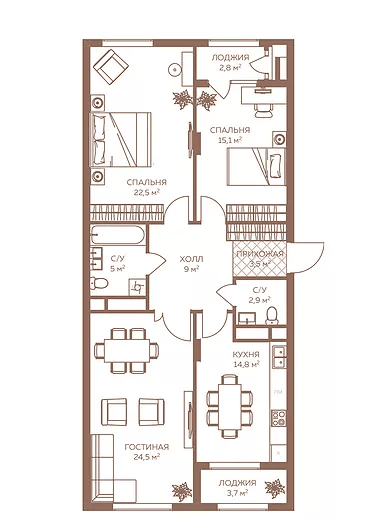 ЛОДЖИЯ
2,8 м²
СПАЛЬНЯ
15,1 м²
СПАЛЬНЯ
22,5 м²
ХОЛЛ
9 м²
ПРИХОЖАЯ
3,5 м²
С/У
5 м²
С/У
2,9 м²
КУХНЯ
14,8 м²
ГОСТИНАЯ
24,5 м²
ЛОДЖИЯ
3,7 м²